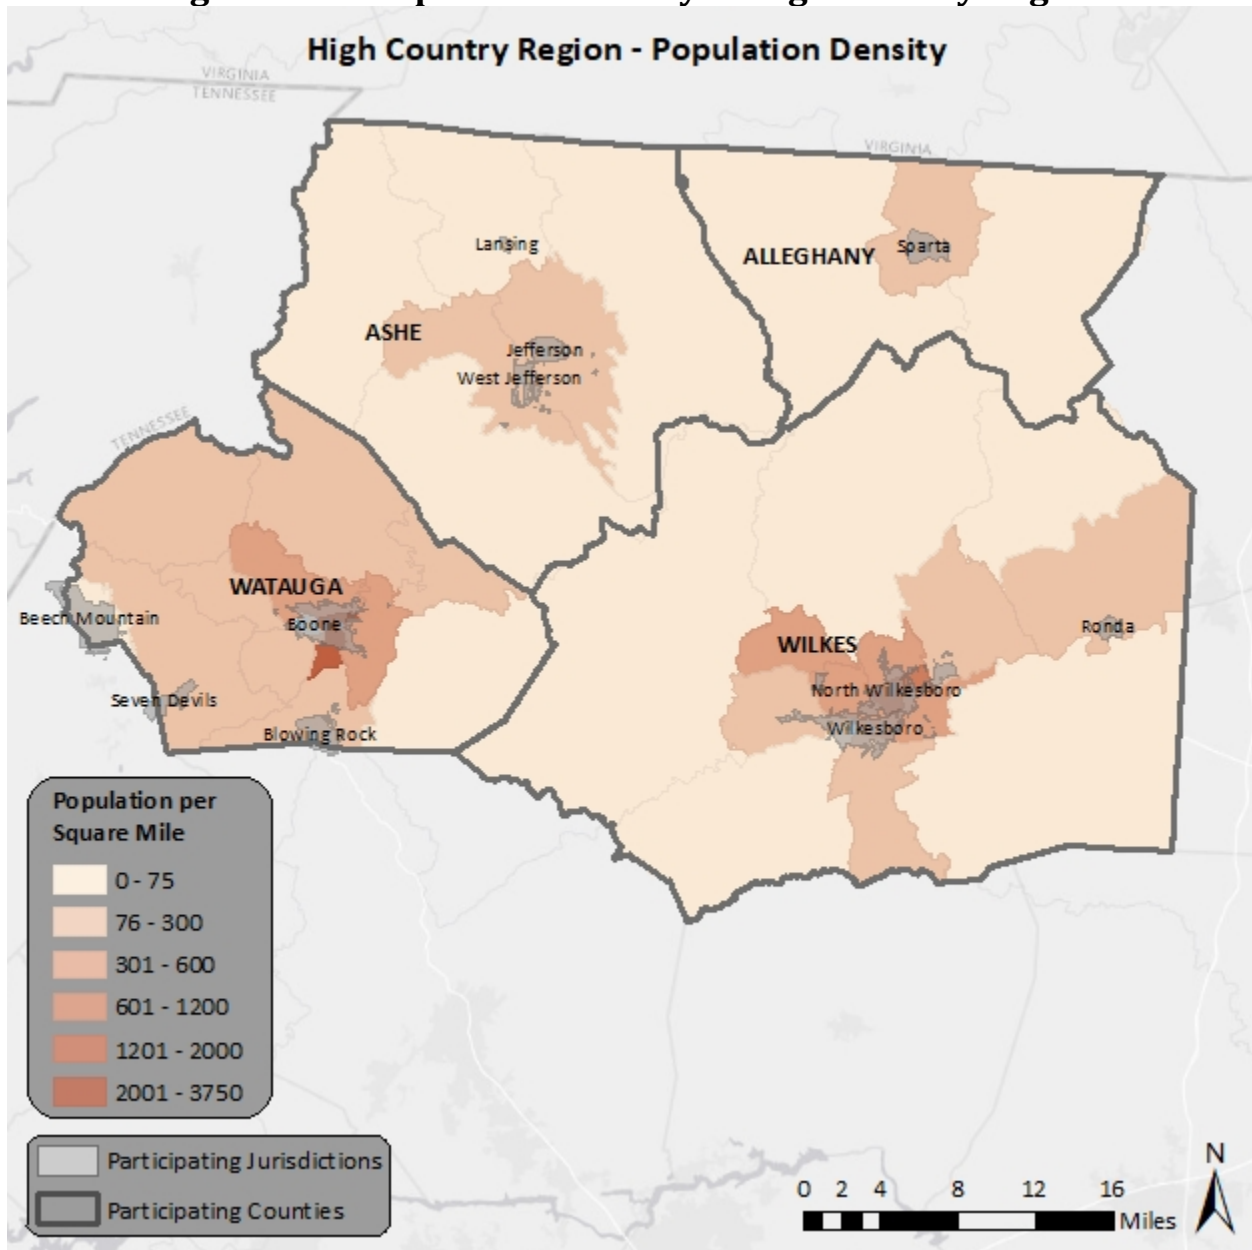 High Country Region - Population Density
VIRGINIA
TENNESSEE
VIRGINIA
Lansing
ALLEGHANY
Sparta
ASHE
Jefferson
West Jefferson
TENNESSEE
WATAUGA
Beech Mountain
Boone
Ronda
WILKES
Seven Devils
North Wilkesboro
Blowing Rock
Wilkesboro
Population per
Square Mile
0 - 75
76 - 300
301 - 600
601 - 1200
1201 - 2000
2001 - 3750
Participating Jurisdictions
Participating Counties
N
0 2 4 8 12 16
Miles